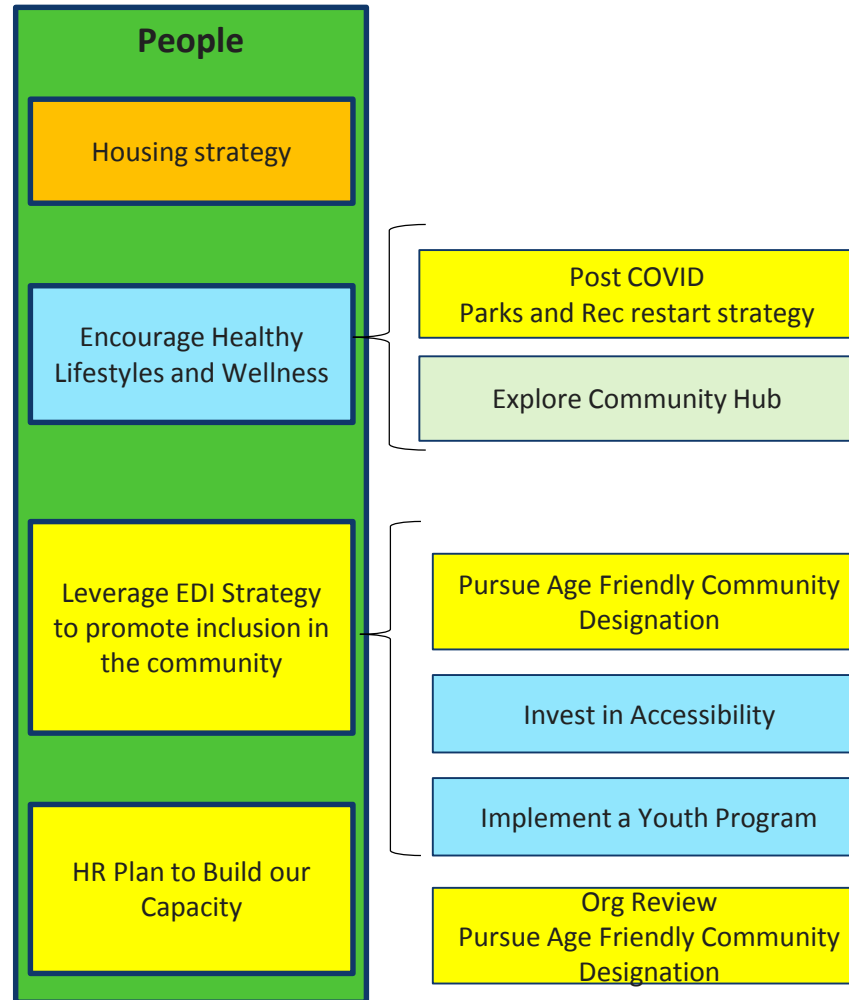 People
Housing strategy
Encourage Healthy
Lifestyles and Wellness
Post COVID
Parks and Rec restart strategy
Explore Community Hub
Leverage EDI Strategy
to promote inclusion in
the community
Pursue Age Friendly Community
Designation
Invest in Accessibility
Implement a Youth Program
HR Plan to Build our
Capacity
Org Review
Pursue Age Friendly Community
Designation